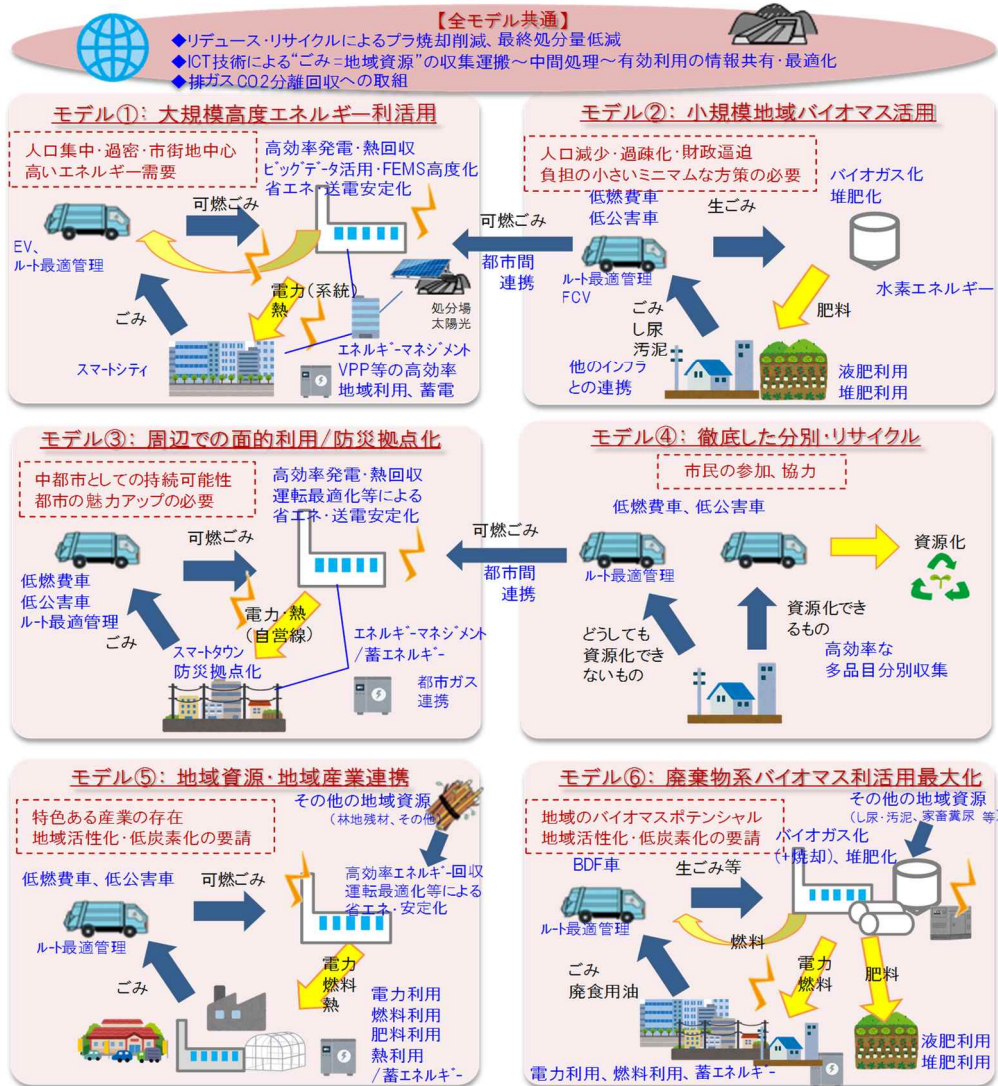 【全モデル共通】
◆リデュース・リサイクルによるプラ焼却削減、最終処分量低減
◆ICT技術による“ごみ＝地域資源”の収集運搬～中間処理～有効利用の情報共有・最適化
◆排ガスCO2分離回収への取組
モデル①：大規模高度エネルギー利活用
人口集中・過密・市街地中心
高いエネルギー需要
高効率発電・熱回収
ビッグデータ活用・FEMS高度化
省エネ・送電安定化
可燃ごみ
EV、
ルート最適管理
ごみ
電力(系統)
熱
処分場
太陽光
スマートシティ
エネルギーマネジメント
VPP等の高効率
地域利用、蓄電
可燃ごみ
都市間
連携
モデル②：小規模地域バイオマス活用
人口減少・過疎化・財政逼迫
負担の小さいミニマムな方策の必要
低燃費車
低公害車
生ごみ
バイオガス化
堆肥化
ルート最適管理
FCV
ごみ
し尿
汚泥
肥料
水素エネルギー
他のインフラ
との連携
液肥利用
堆肥利用
モデル③：周辺での面的利用/防災拠点化
中都市としての持続可能性
都市の魅力アップの必要
高効率発電・熱回収
運転最適化等による
省エネ・送電安定化
可燃ごみ
低燃費車
低公害車
ルート最適管理
ごみ
電力・熱
(自営線)
スマートタウン
防災拠点化
エネルギーマネジメント
/蓄エネルギー
都市ガス
連携
可燃ごみ
都市間
連携
モデル④：徹底した分別・リサイクル
市民の参加、協力
低燃費車、低公害車
ルート最適管理
資源化
どうしても
資源化でき
ないもの
資源化でき
るもの
高効率な
多品目分別収集
モデル⑤：地域資源・地域産業連携
特色ある産業の存在
地域活性化・低炭素化の要請
その他の地域資源
(林地残材、その他)
低燃費車、低公害車
可燃ごみ
高効率エネルギー回収
運転最適化等による
省エネ・安定化
ルート最適管理
ごみ
電力
燃料
熱
電力利用
燃料利用
肥料利用
熱利用
/蓄エネルギー
モデル⑥：廃棄物系バイオマス利活用最大化
地域のバイオマスポテンシャル
地域活性化・低炭素化の要請
その他の地域資源
(し尿・汚泥、家畜糞尿 等)
バイオガス化
(+焼却)、堆肥化
BDF車
生ごみ等
ルート最適管理
燃料
ごみ
廃食用油
電力
燃料
肥料
液肥利用
堆肥利用
電力利用、燃料利用、蓄エネルギー